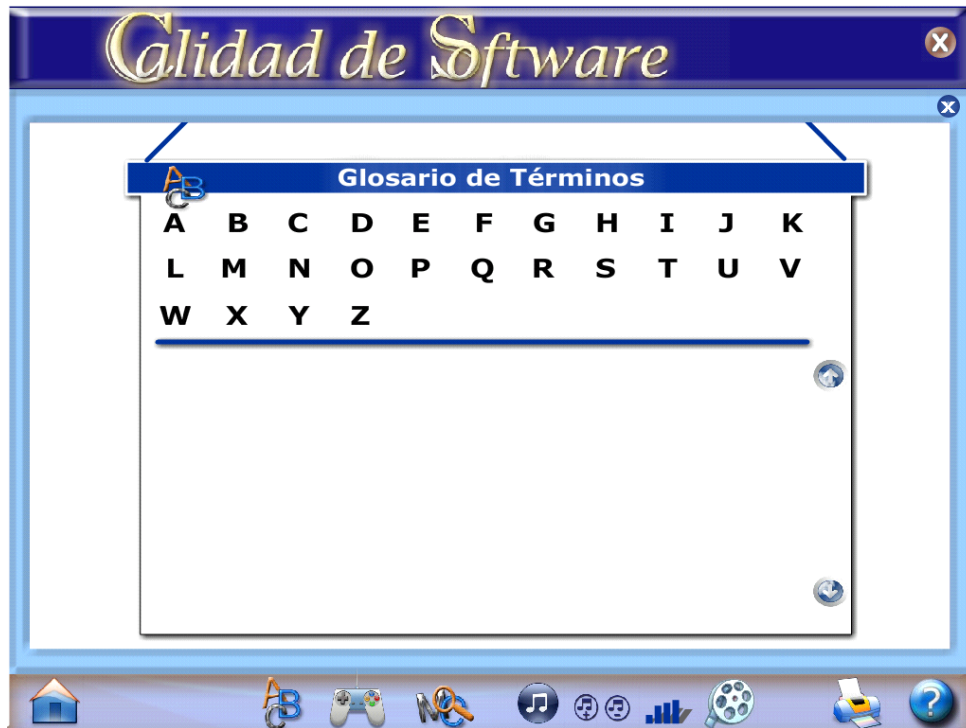 Calidad de Software
Glosario de Términos
A B C D E F G H I J K
L M N O P Q R S T U V
W X Y Z